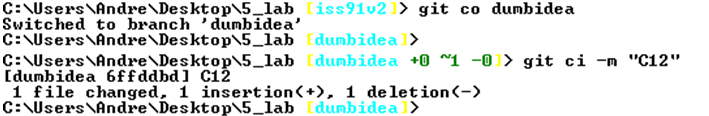 C:\Users\Andre\Desktop\5_lab [iss91v2]> git co dumbidea
Switched to branch 'dumbidea'
C:\Users\Andre\Desktop\5_lab [dumbidea]>
C:\Users\Andre\Desktop\5_lab [dumbidea +0 ~1 -0]> git ci -m "C12"
[dumbidea 6ffddbd] C12
 1 file changed, 1 insertion(+), 1 deletion(-)
C:\Users\Andre\Desktop\5_lab [dumbidea]>